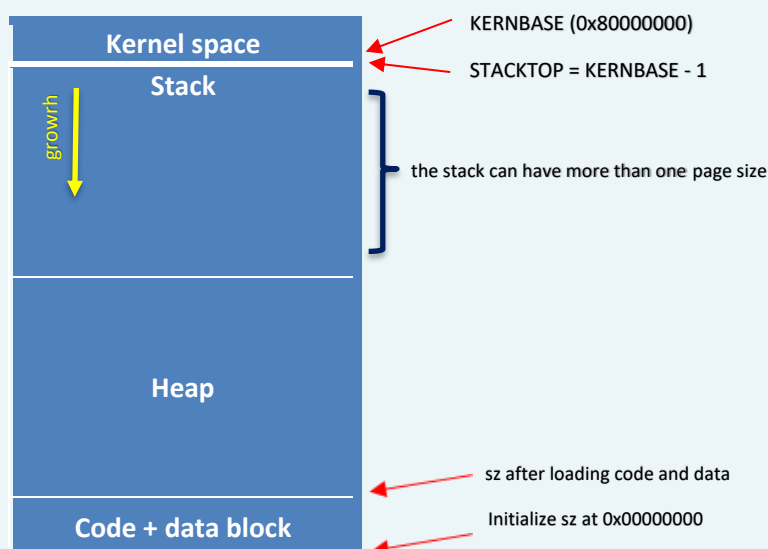 KERNBASE (0x80000000)
Kernel space
STACKTOP = KERNBASE - 1
Stack
growrh
the stack can have more than one page size
Heap
sz after loading code and data
Initialize sz at 0x00000000
Code + data block